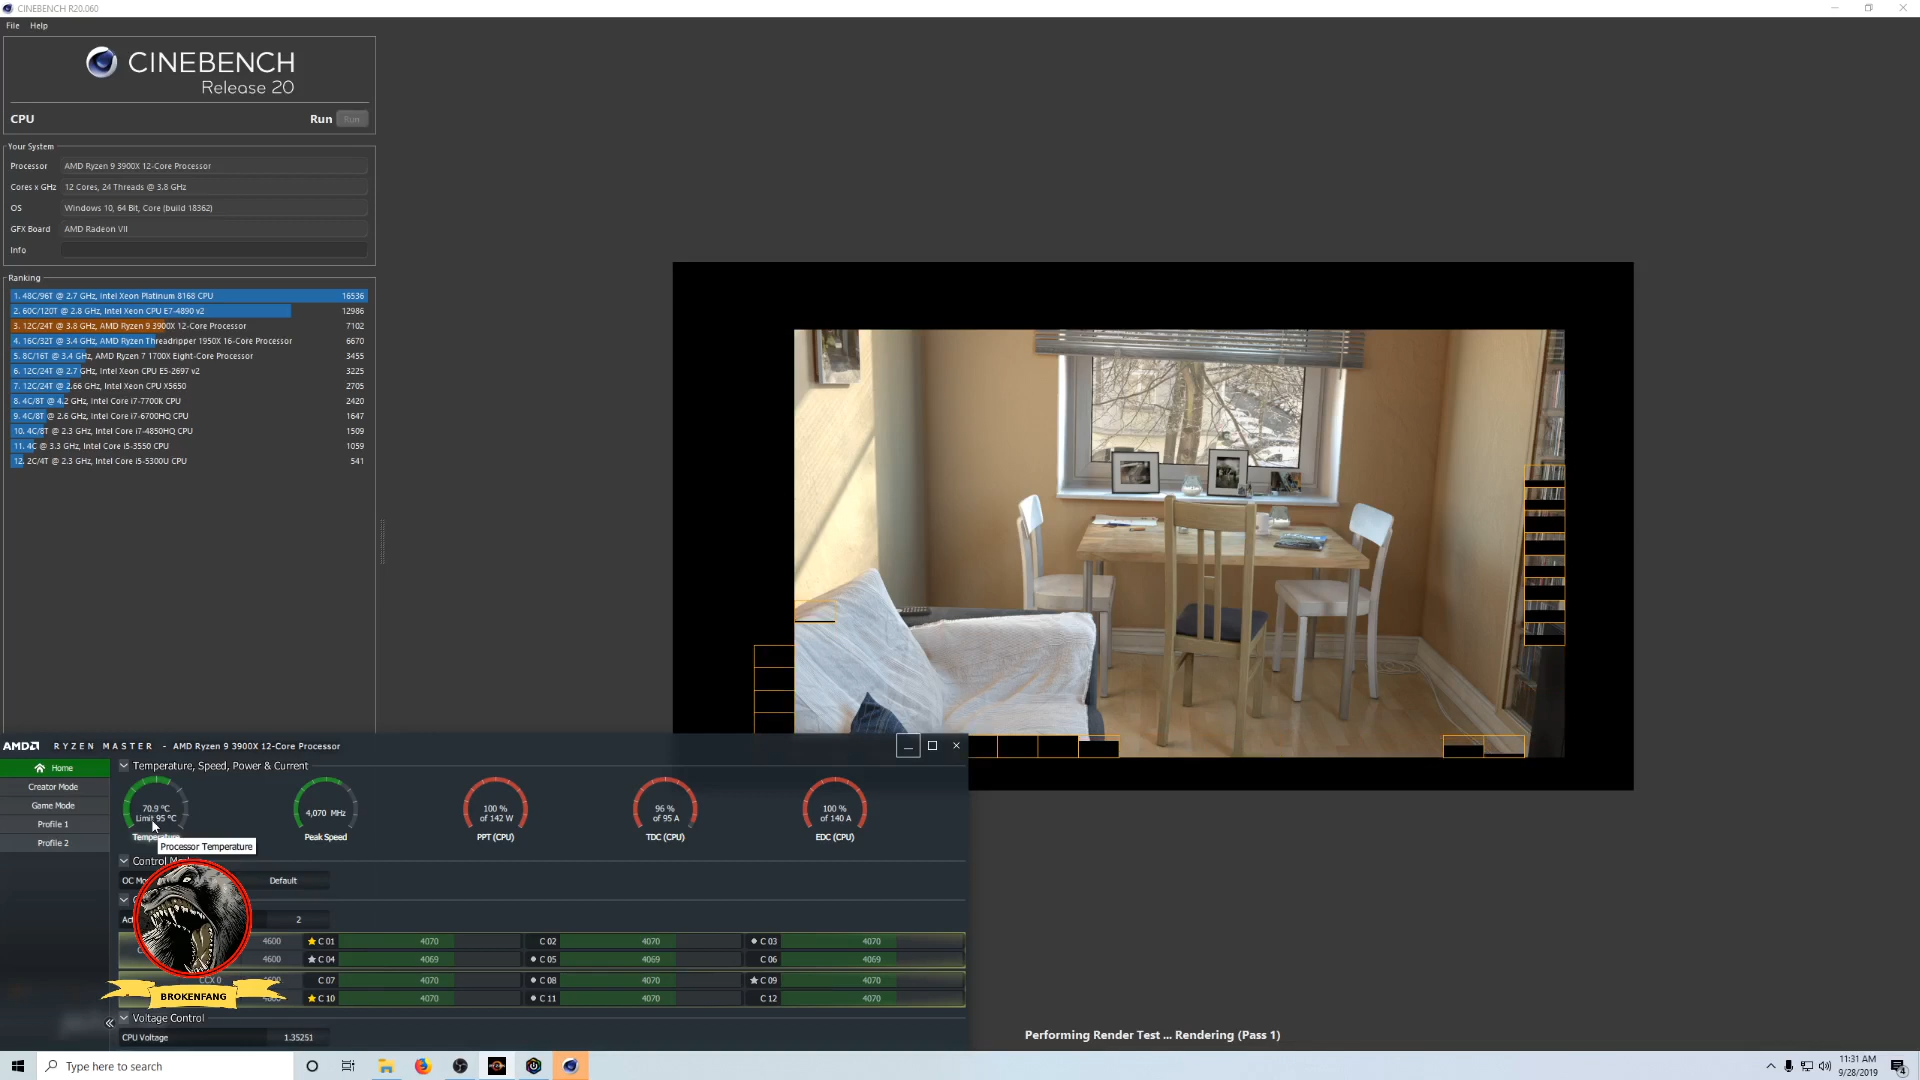 CINEBENCH R20.060
File Help
CINEBENCH
Release 20
CPU Run Run
Your System
Processor AMD Ryzen 9 3900X 12-Core Processor
Cores x GHz 12 Cores, 24 Threads @ 3.8 GHz
OS Windows 10, 64 Bit, Core (build 18362)
GFX Board AMD Radeon VII
Info
Ranking
1. 48C/96T @ 2.7 GHz, Intel Xeon Platinum 8168 CPU 16536
2. 60C/120T @ 2.8 GHz, Intel Xeon CPU E7-4890 v2 12986
3. 12C/24T @ 3.8 GHz, AMD Ryzen 9 3900X 12-Core Processor 7102
4. 16C/32T @ 3.4 GHz, AMD Ryzen Threadripper 1950X 16-Core Processor 6670
5. 8C/16T @ 3.4 GHz, AMD Ryzen 7 1700X Eight-Core Processor 3455
6. 12C/24T @ 2.7 GHz, Intel Xeon CPU E5-2697 v2 3225
7. 12C/24T @ 2.66 GHz, Intel Xeon CPU X5650 2705
8. 4C/8T @ 4.2 GHz, Intel Core i7-7700K CPU 2420
9. 4C/8T @ 2.6 GHz, Intel Core i7-6700HQ CPU 1647
10. 4C/8T @ 2.3 GHz, Intel Core i7-4850HQ CPU 1509
11. 4C @ 3.3 GHz, Intel Core i5-3550 CPU 1059
12. 2C/4T @ 2.3 GHz, Intel Core i5-5300U CPU 541
AMD RYZEN MASTER - AMD Ryzen 9 3900X 12-Core Processor
Home
Creator Mode
Game Mode
Profile 1
Profile 2
Temperature, Speed, Power & Current
70.9 °C 4,070 MHz 100 % 96 % 100 %
Limit 95 °C of 142 W of 95 A of 140 A
Temperature Peak Speed PPT (CPU) TDC (CPU) EDC (CPU)
Processor Temperature
Control
Default
2
4600 C 01 4070 C 02 4070 C 03 4070
4600 C 04 4069 C 05 4069 C 06 4069
CCX 0 C 07 4070 C 08 4070 C 09 4070
C 10 4070 C 11 4070 C 12 4070
BROKENFANG
Voltage Control
CPU Voltage 1.35251
Performing Render Test ... Rendering (Pass 1)
Type here to search
11:31 AM
9/28/2019
4